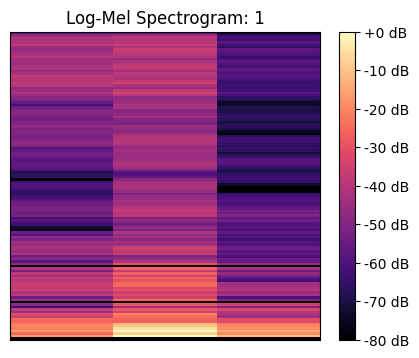 Log-Mel Spectrogram: 1
+0 dB
-10 dB
-20 dB
-30 dB
-40 dB
-50 dB
-60 dB
-70 dB
-80 dB